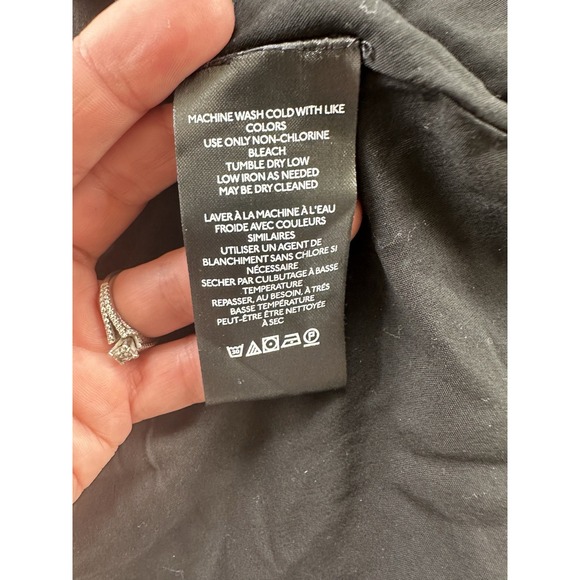 MACHINE WASH COLD WITH LIKE
COLORS
USE ONLY NON-CHLORINE
BLEACH
TUMBLE DRY LOW
LOW IRON AS NEEDED
MAY BE DRY CLEANED
LAVER À LA MACHINE À L'EAU
FROIDE AVEC COULEURS
SIMILAIRES
UTILISER UN AGENT DE
BLANCHIMENT SANS CHLORE SI
NÉCESSAIRE
SECHER PAR CULBUTAGE À BASSE
TEMPERATURE
REPASSER, AU BESOIN, À TRÉS
BASSE TEMPÉRATURE
PEUT-ÊTRE ÊTRE NETTOYÉE
À SEC
30 P